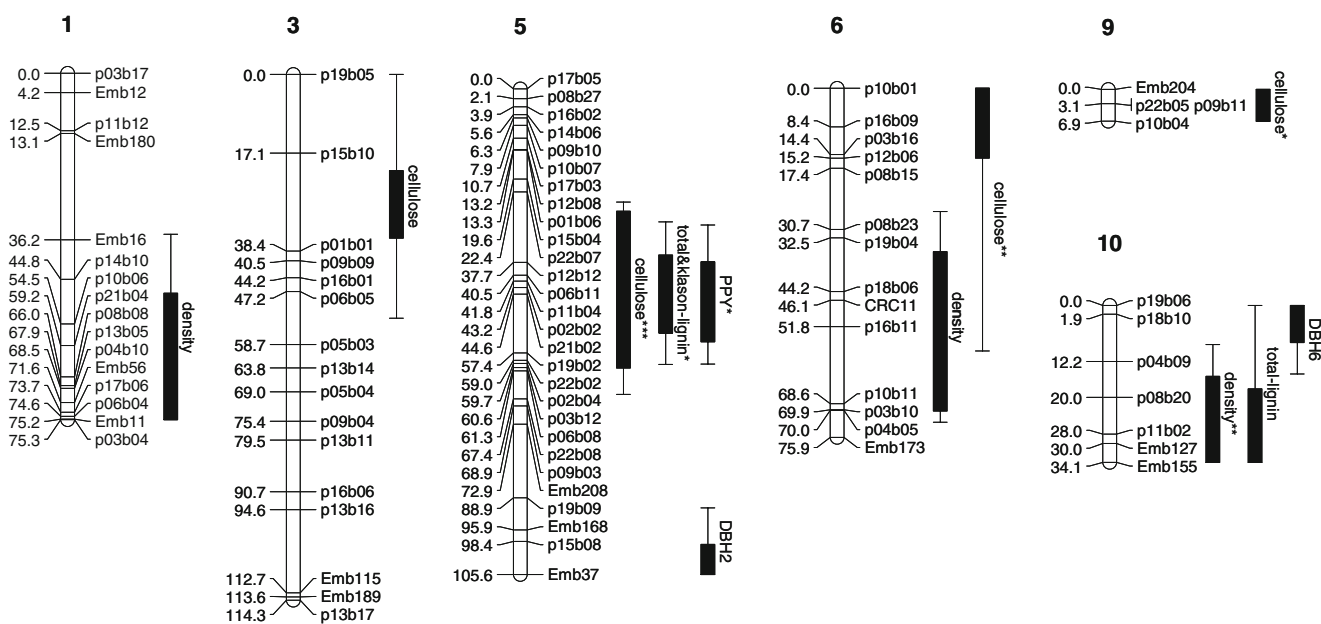 1
0.0 p03b17
4.2 Emb12
12.5 p11b12
13.1 Emb180
36.2 Emb16
44.8 p14b10
54.5 p10b06
59.2 p21b04
66.0 p08b08
67.9 p13b05
68.5 p04b10
71.6 Emb56
73.7 p17b06
74.6 p06b04
75.2 Emb11
75.3 p03b04
density
3
0.0 p19b05
17.1 p15b10
38.4 p01b01
40.5 p09b09
44.2 p16b01
47.2 p06b05
58.7 p05b03
63.8 p13b14
69.0 p05b04
75.4 p09b04
79.5 p13b11
90.7 p16b06
94.6 p13b16
112.7 Emb115
113.6 Emb189
114.3 p13b17
cellulose
5
0.0 p17b05
2.1 p08b27
3.9 p16b02
5.6 p14b06
6.3 p09b10
7.9 p10b07
10.7 p17b03
13.2 p12b08
13.3 p01b06
19.6 p15b04
22.4 p22b07
37.7 p12b12
40.5 p06b11
41.8 p11b04
43.2 p02b02
44.6 p21b02
57.4 p19b02
59.0 p22b02
59.7 p02b04
60.6 p03b12
61.3 p06b08
67.4 p22b08
68.9 p09b03
72.9 Emb208
88.9 p19b09
95.9 Emb168
98.4 p15b08
105.6 Emb37
cellulose***
total&klason-lignin*
PPY*
DBH2
6
0.0 p10b01
8.4 p16b09
14.4 p03b16
15.2 p12b06
17.4 p08b15
30.7 p08b23
32.5 p19b04
44.2 p18b06
46.1 CRC11
51.8 p16b11
68.6 p10b11
69.9 p03b10
70.0 p04b05
75.9 Emb173
density
cellulose**
9
0.0 Emb204
3.1 p22b05 p09b11
6.9 p10b04
cellulose*
10
0.0 p19b06
1.9 p18b10
12.2 p04b09
20.0 p08b20
28.0 p11b02
30.0 Emb127
34.1 Emb155
density**
total-lignin
DBH6